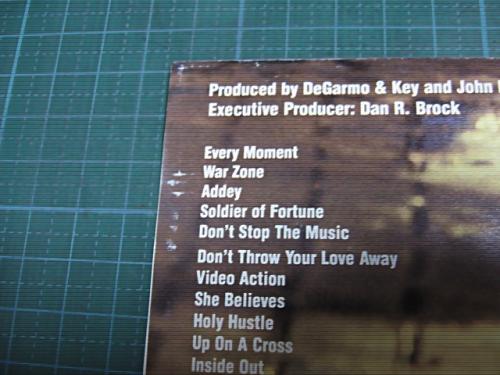 Produced by DeGarmo & Key and John
Executive Producer: Dan R. Brock
Every Moment
War Zone
Addey
Soldier of Fortune
Don't Stop The Music
Don't Throw Your Love Away
Video Action
She Believes
Holy Hustle
Up On A Cross
Inside Out